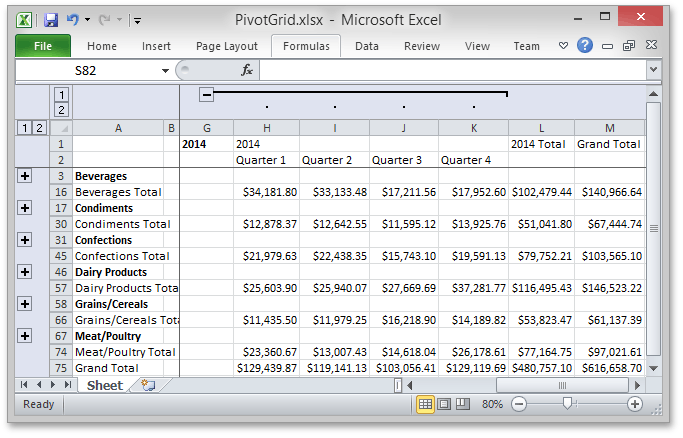 PivotGrid.xlsx - Microsoft Excel
File Home Insert Page Layout Formulas Data Review View Team
S82 fx
1
2
1 2 A B G H I J K L M
1 2014 2014 2014 Total Grand Total
2 Quarter 1 Quarter 2 Quarter 3 Quarter 4
3 Beverages
16 Beverages Total $34,181.80 $33,133.48 $17,211.56 $17,952.60 $102,479.44 $140,966.64
17 Condiments
30 Condiments Total $12,878.37 $12,642.55 $11,595.12 $13,925.76 $51,041.80 $67,444.74
31 Confections
45 Confections Total $21,979.63 $22,438.35 $15,743.10 $19,591.13 $79,752.21 $103,565.10
46 Dairy Products
57 Dairy Products Tota $25,603.90 $25,940.07 $27,669.69 $37,281.77 $116,495.43 $146,523.22
58 Grains/Cereals
66 Grains/Cereals Tot $11,435.50 $11,979.25 $16,218.90 $14,189.82 $53,823.47 $61,137.39
67 Meat/Poultry
74 Meat/Poultry Total $23,360.67 $13,007.43 $14,618.04 $26,178.61 $77,164.75 $97,021.61
75 Grand Total $129,439.87 $119,141.13 $103,056.41 $129,119.69 $480,757.10 $616,658.70
Sheet
Ready 80%